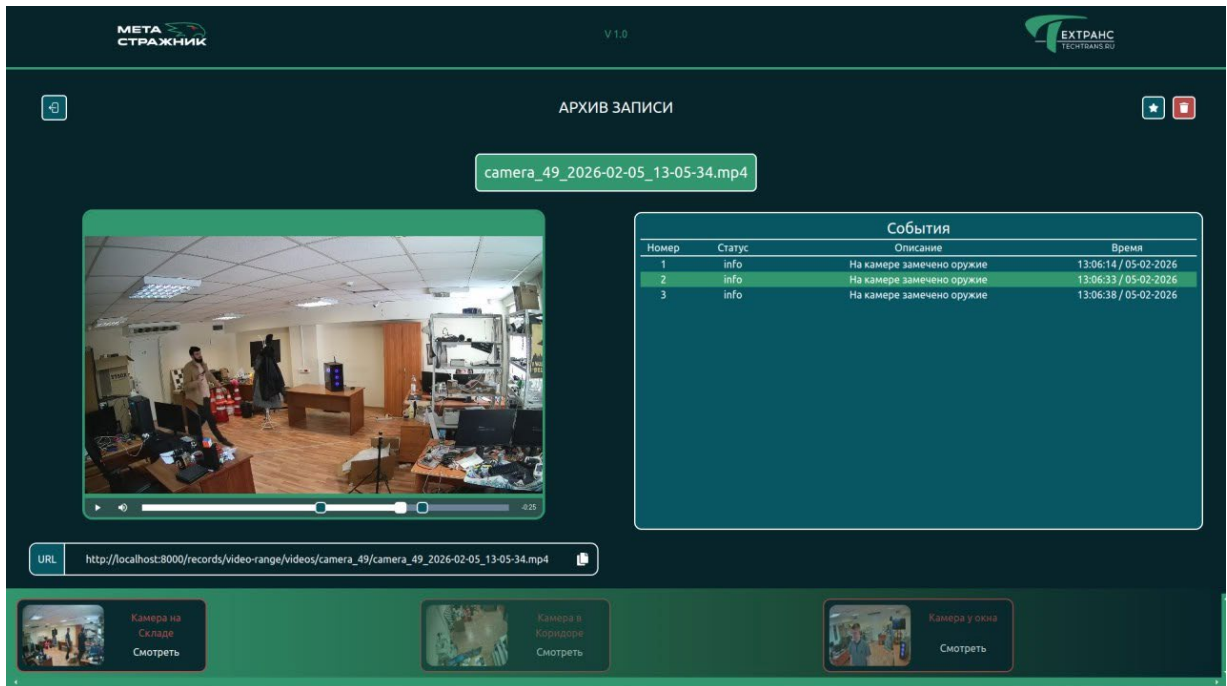 МЕТА
СТРАЖНИК
V 1.0
ЕХТРАНС
TECHTRANS.RU
АРХИВ ЗАПИСИ
camera_49_2026-02-05_13-05-34.mp4
События
Номер Статус Описание Время
1 info На камере замечено оружие 13:06:14 / 05-02-2026
2 info На камере замечено оружие 13:06:33 / 05-02-2026
3 info На камере замечено оружие 13:06:38 / 05-02-2026
-0:25
URL http://localhost:8000/records/video-range/videos/camera_49/camera_49_2026-02-05_13-05-34.mp4
Камера на
Складе
Смотреть
Камера в
Коридоре
Смотреть
Камера у окна
Смотреть